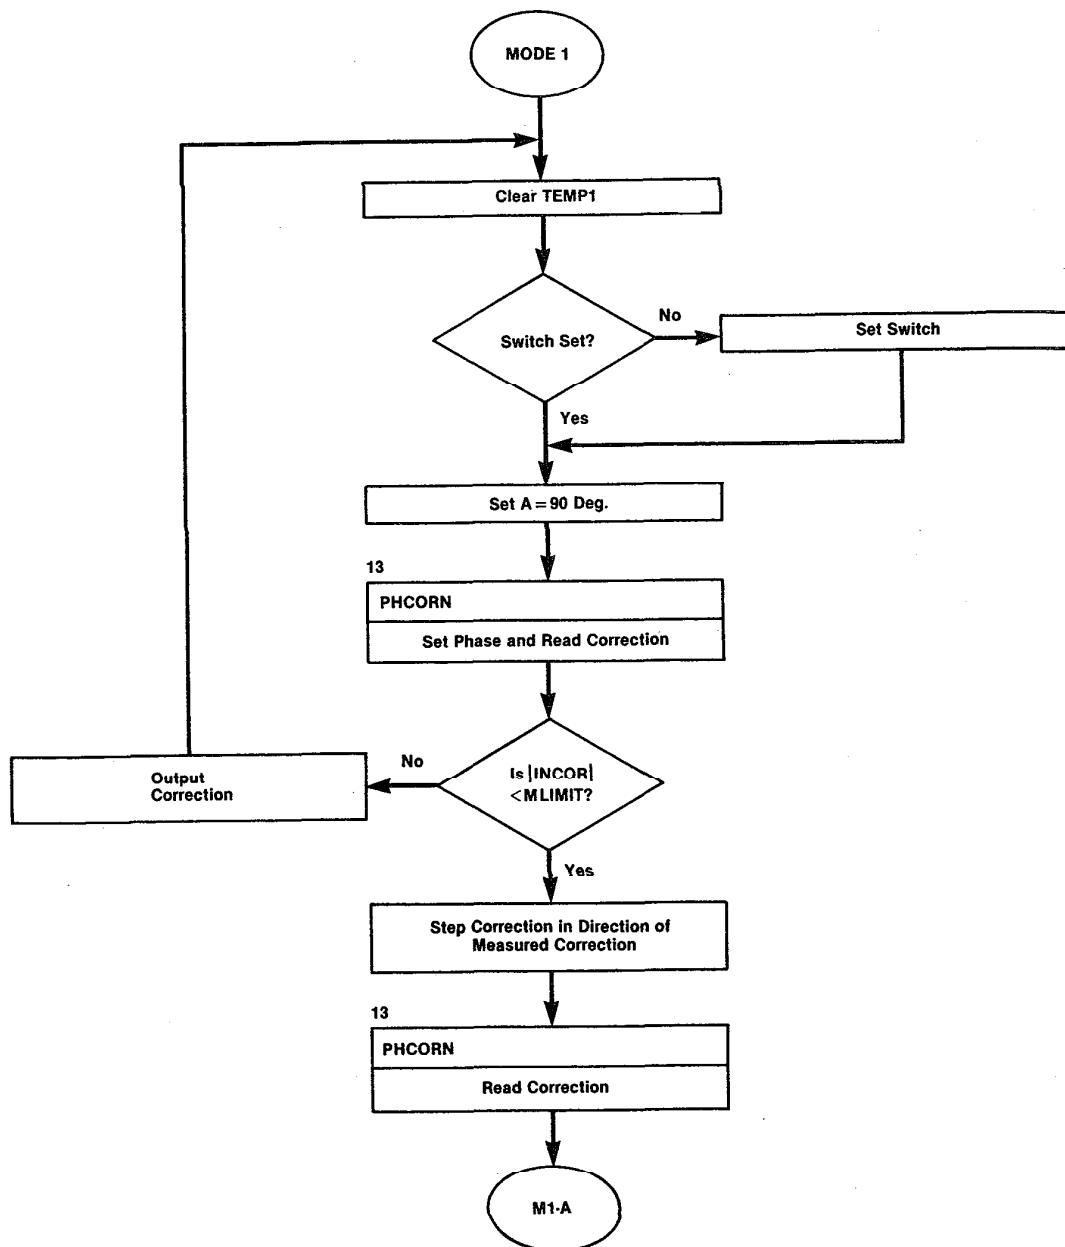 MODE 1
Clear TEMP1
Switch Set?
No
Set Switch
Yes
Set A = 90 Deg.
13
PHCORN
Set Phase and Read Correction
Is |INCOR|
<MLIMIT?
No
Output
Correction
Yes
Step Correction in Direction of
Measured Correction
13
PHCORN
Read Correction
M1-A